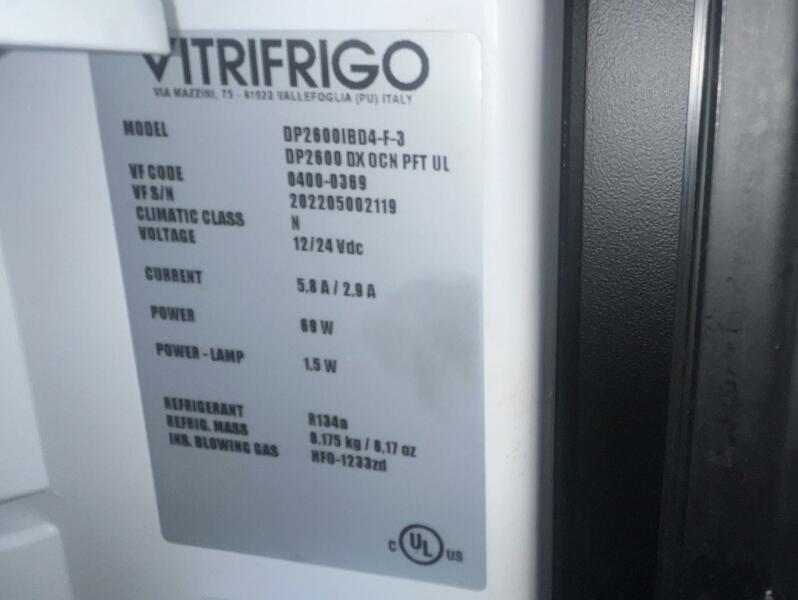 VITRIFRIGO
VIA MAZZINI, 75 - 61022 VALLEFOGLIA (PU) ITALY
MODEL DP2600IBD4-F-3
DP2600 DX OCN PFT UL
VF CODE 0400-0369
VF S/N 202205002119
CLIMATIC CLASS N
VOLTAGE 12/24 Vdc
CURRENT 5.8 A / 2.9 A
POWER 69 W
POWER - LAMP 1.5 W
REFRIGERANT R134a
REFRIG. MASS 0.175 kg / 6.17 oz
INS. BLOWING GAS HFO-1233zd
C UL US